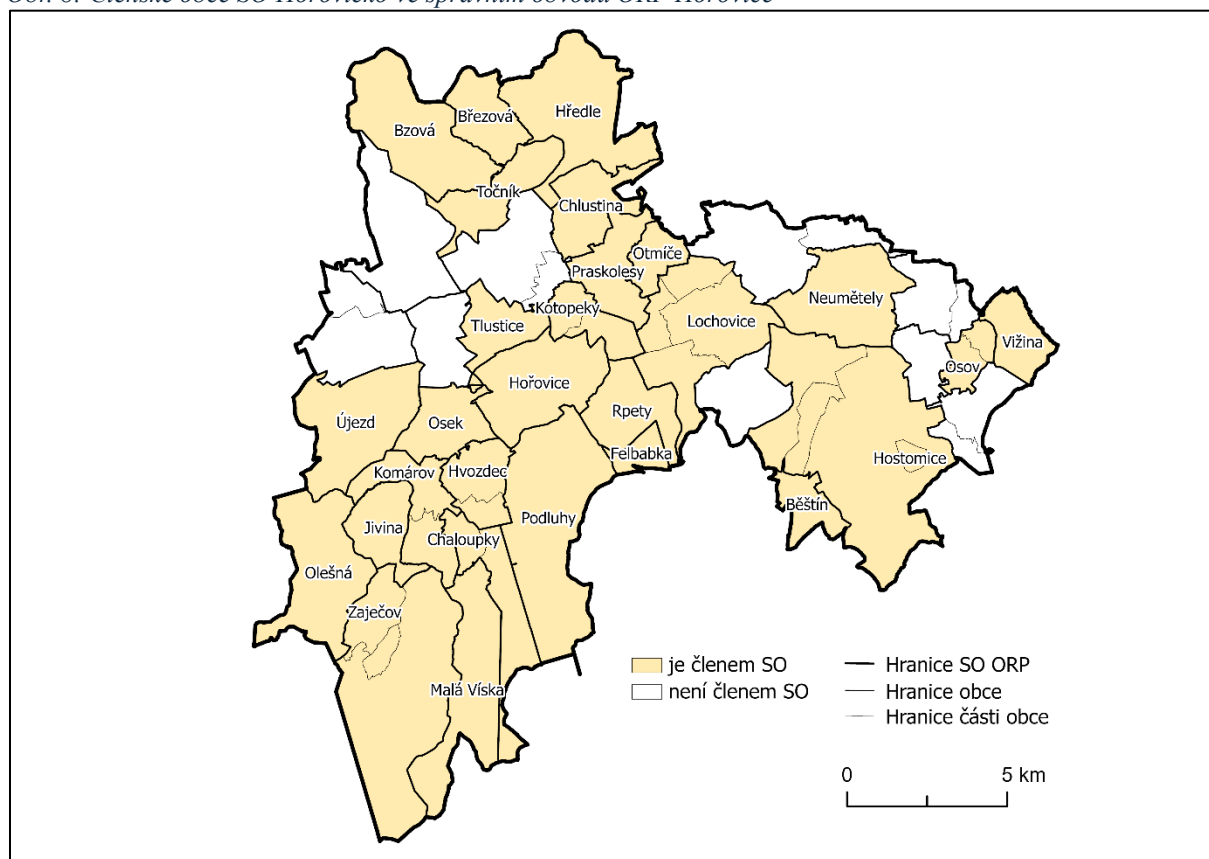 Obr. 6: Členské obce SO Hořovicko ve správním obvodu ORP Hořovice
Bzová
Březová
Hředle
Točník
Chlustina
Otmíče
Praskolesy
Neumětely
Kotopeky
Tlustice
Lochovice
Vižina
Osov
Hořovice
Rpety
Újezd
Osek
Felbabka
Hostomice
Komárov
Hvozdec
Běštín
Podluhy
Jivina
Chaloupky
Olešná
Zaječov
Malá Víska
je členem SO
není členem SO
Hranice SO ORP
Hranice obce
Hranice části obce
0 5 km